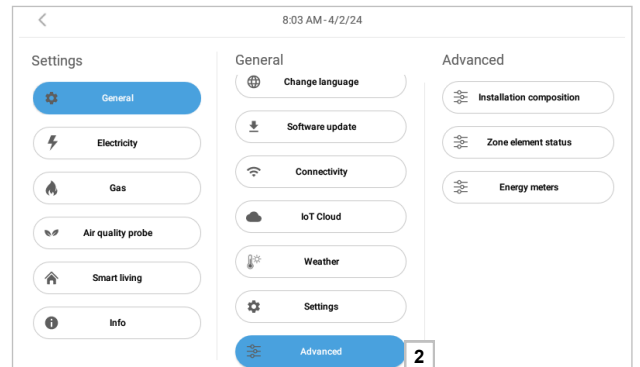 8:03 AM-4/2/24
Settings
General
Electricity
Gas
Air quality probe
Smart living
Info
General
Change language
Software update
Connectivity
IoT Cloud
Weather
Settings
Advanced
2
Advanced
Installation composition
Zone element status
Energy meters